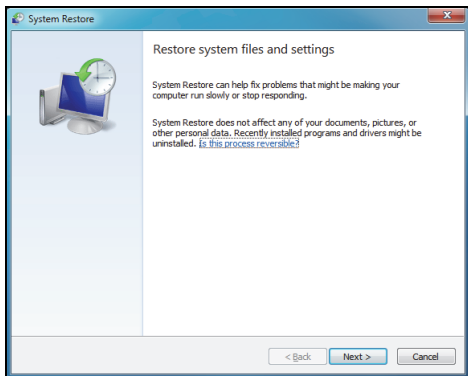 System Restore
Restore system files and settings
System Restore can help fix problems that might be making your
computer run slowly or stop responding.
System Restore does not affect any of your documents, pictures, or
other personal data. Recently installed programs and drivers might be
uninstalled. Is this process reversible?
< Back Next > Cancel